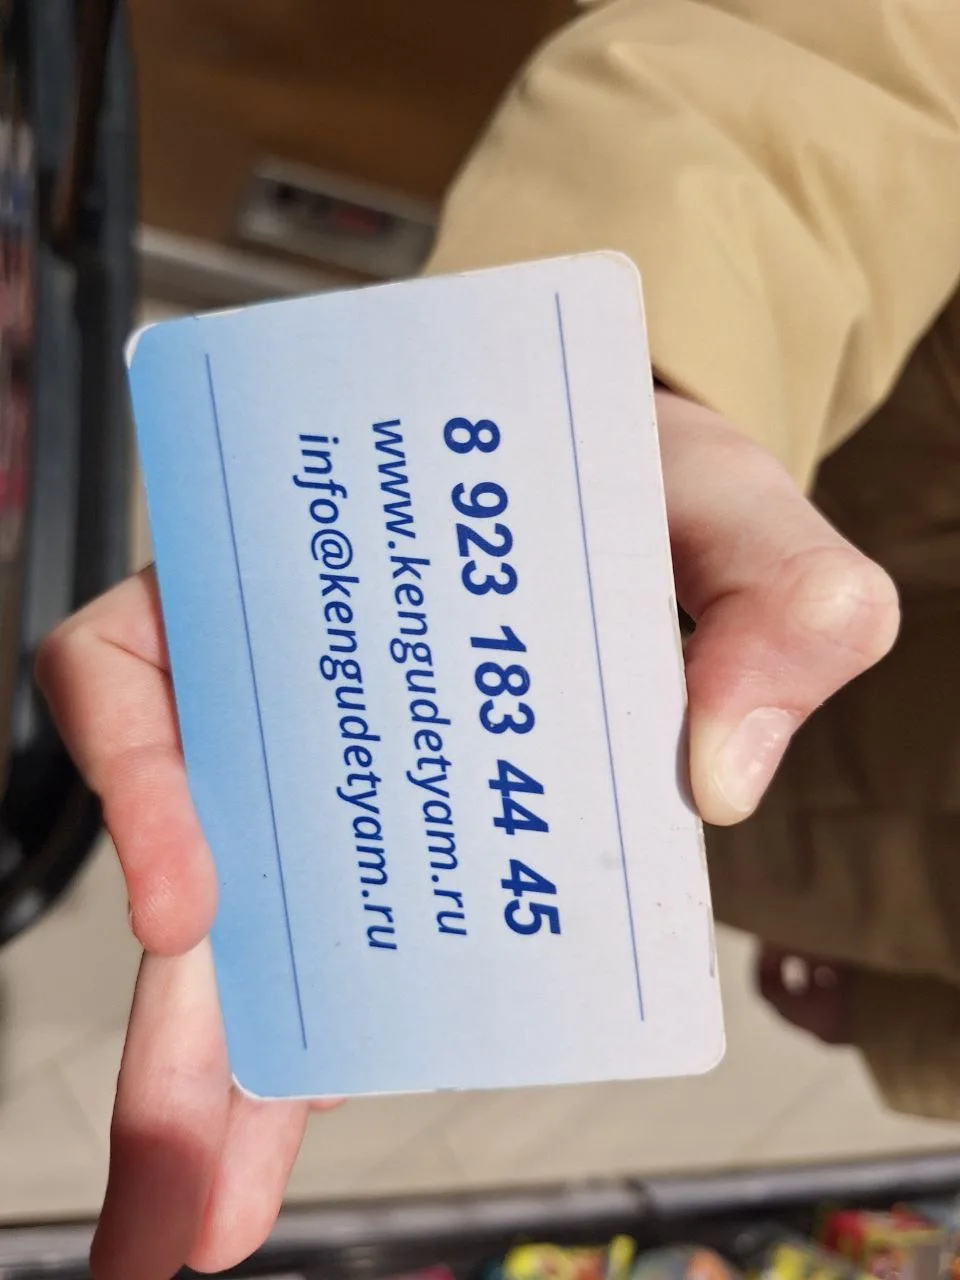 8 923 183 44 45
www.kengudetyam.ru
info@kengudetyam.ru